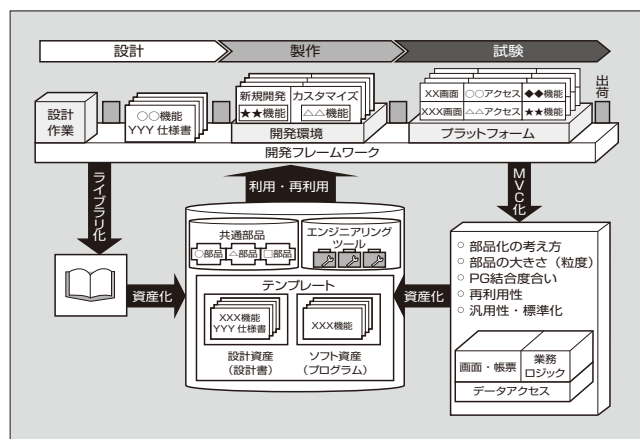 設計
製作
試験
設計
作業
○○機能
YYY 仕様書
新規開発
★★機能
カスタマイズ
△△機能
開発環境
XX画面
○○アクセス
◆◆機能
XXX画面
△△アクセス
★★機能
プラットフォーム
出荷
開発フレームワーク
ライブラリ化
利用・再利用
MVC化
共通部品
○部品
△部品
□部品
エンジニアリング
ツール
テンプレート
XXX機能
YYY 仕様書
XXX機能
設計資産
(設計書)
ソフト資産
(プログラム)
資産化
資産化
○ 部品化の考え方
○ 部品の大きさ(粒度)
○ PG結合度合い
○ 再利用性
○ 汎用性・標準化
画面・帳票
業務
ロジック
データアクセス